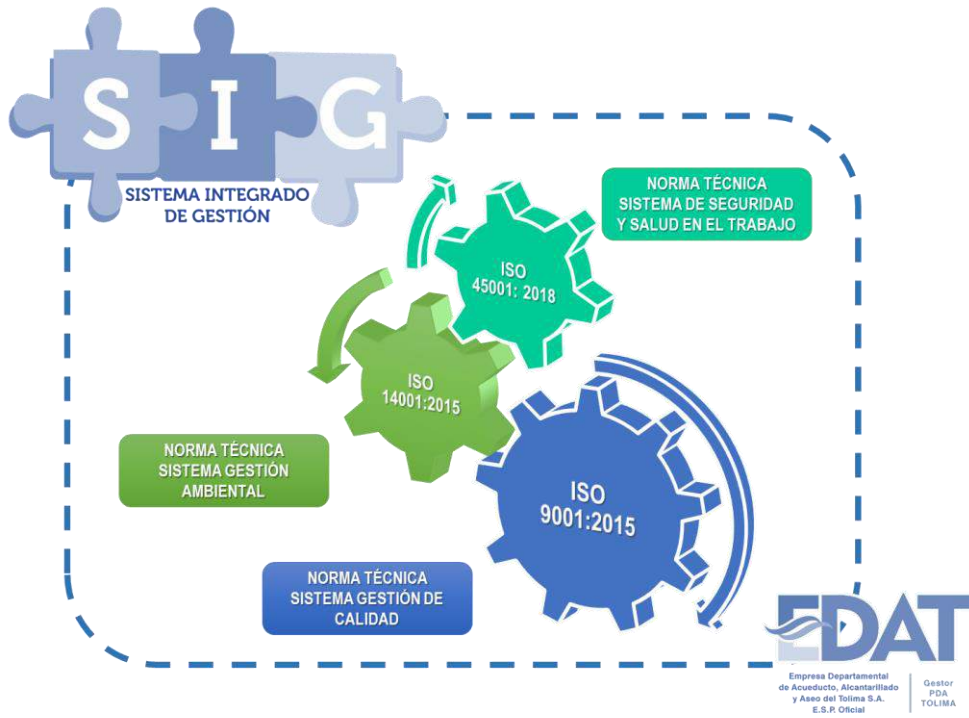 SIG
SISTEMA INTEGRADO
DE GESTIÓN
NORMA TÉCNICA
SISTEMA DE SEGURIDAD
Y SALUD EN EL TRABAJO
ISO
45001: 2018
ISO
14001:2015
NORMA TÉCNICA
SISTEMA GESTIÓN
AMBIENTAL
ISO
9001:2015
NORMA TÉCNICA
SISTEMA GESTIÓN DE
CALIDAD
EDAT
Empresa Departamental
de Acueducto, Alcantarillado
y Aseo del Tolima S.A.
E.S.P. Oficial
Gestor
PDA
TOLIMA